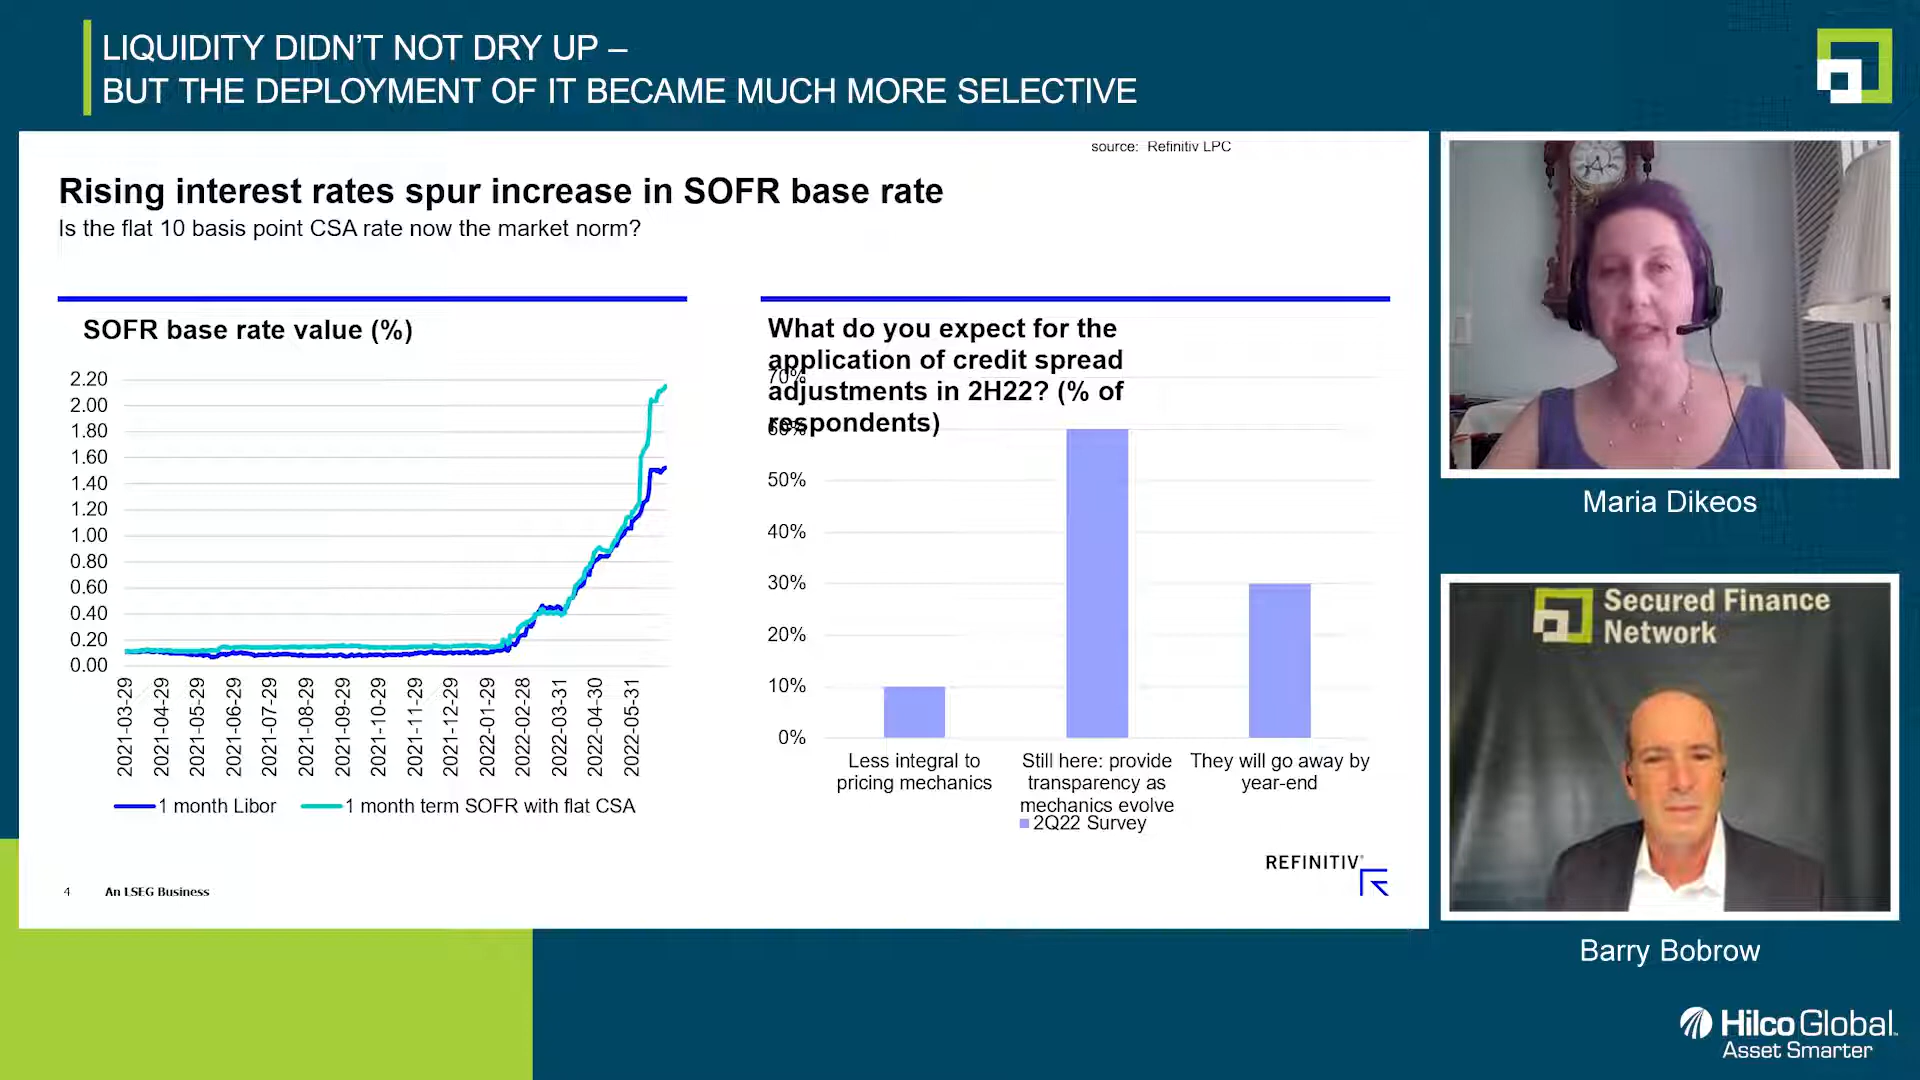 LIQUIDITY DIDN'T NOT DRY UP –
BUT THE DEPLOYMENT OF IT BECAME MUCH MORE SELECTIVE
source: Refinitiv LPC
Rising interest rates spur increase in SOFR base rate
Is the flat 10 basis point CSA rate now the market norm?
SOFR base rate value (%)
2.20
2.00
1.80
1.60
1.40
1.20
1.00
0.80
0.60
0.40
0.20
0.00
2021-03-29
2021-04-29
2021-05-29
2021-06-29
2021-07-29
2021-08-29
2021-09-29
2021-10-29
2021-11-29
2021-12-29
2022-01-29
2022-02-28
2022-03-31
2022-04-30
2022-05-31
1 month Libor
1 month term SOFR with flat CSA
What do you expect for the
application of credit spread
adjustments in 2H22? (% of
respondents)
70%
60%
50%
40%
30%
20%
10%
0%
Less integral to
pricing mechanics
Still here: provide
transparency as
mechanics evolve
They will go away by
year-end
2Q22 Survey
REFINITIV
4
An LSEG Business
Maria Dikeos
Secured Finance
Network
Barry Bobrow
Hilco Global
Asset Smarter